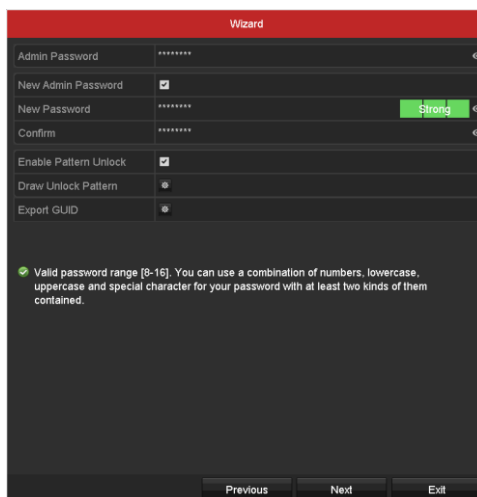 Wizard
Admin Password ********
New Admin Password
New Password ******** Strong
Confirm ********
Enable Pattern Unlock
Draw Unlock Pattern
Export GUID
Valid password range [8-16]. You can use a combination of numbers, lowercase,
uppercase and special character for your password with at least two kinds of them
contained.
Previous Next Exit